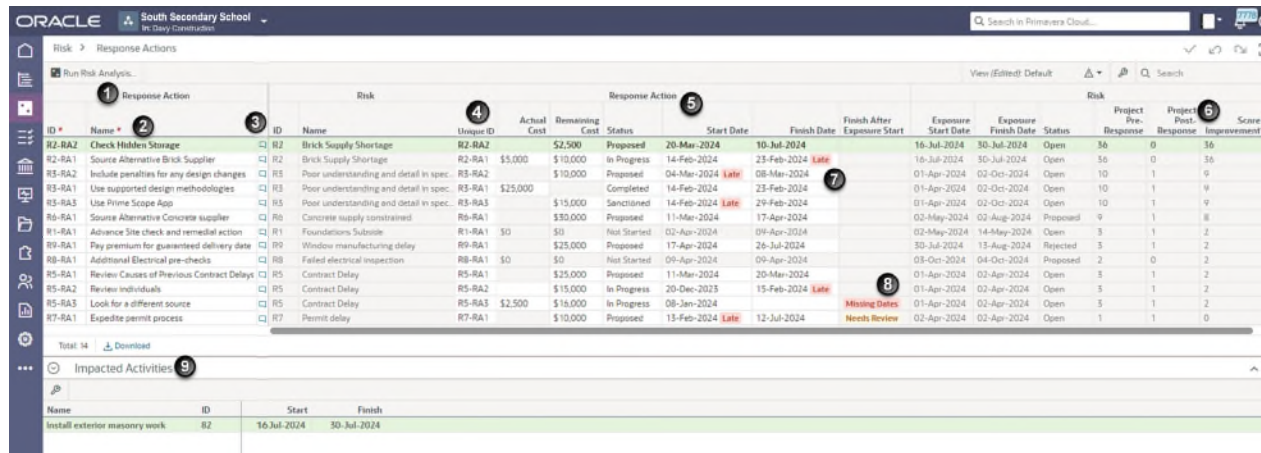 ORACLE South Secondary School
Inc Davy Construction
Search in Primavera Cloud...
Risk > Response Actions
Run Risk Analysis... View (Edited): Default Search
1 Response Action Risk Response Action 5 Risk
ID * Name * 2 3 ID Name 4 Unique ID Actual Cost Remaining Cost Status Start Date Finish Date Finish After Exposure Start Exposure Start Date Exposure Finish Date Status Project Pre-Response Project Post-Response 6 Score Improvement
R2-RA2 Check Hidden Storage R2 Brick Supply Shortage R2-RA2 $2,500 Proposed 20-Mar-2024 10-Jul-2024 16-Jul-2024 30-Jul-2024 Open 36 0 36
R2-RA1 Source Alternative Brick Supplier R2 Brick Supply Shortage R2-RA1 $5,000 $10,000 In Progress 14-Feb-2024 23-Feb-2024 Late 16-Jul-2024 30-Jul-2024 Open 36 0 36
R3-RA2 Include penalties for any design changes R3 Poor understanding and detail in spec... R3-RA2 $10,000 Proposed 04-Mar-2024 Late 08-Mar-2024 7 01-Apr-2024 02-Oct-2024 Open 10 1 9
R3-RA1 Use supported design methodologies R3 Poor understanding and detail in spec... R3-RA1 $25,000 Completed 14-Feb-2024 23-Feb-2024 01-Apr-2024 02-Oct-2024 Open 10 1 9
R3-RA3 Use Prime Scope App R3 Poor understanding and detail in spec... R3-RA3 $15,000 Sanctioned 14-Feb-2024 Late 29-Feb-2024 01-Apr-2024 02-Oct-2024 Open 10 1 9
R6-RA1 Source Alternative Concrete supplier R6 Concrete supply constrained R6-RA1 $30,000 Proposed 11-Mar-2024 17-Apr-2024 02-May-2024 02-Aug-2024 Proposed 9 1 8
R1-RA1 Advance Site check and remedial action R1 Foundations Subside R1-RA1 $0 $0 Not Started 02-Apr-2024 09-Apr-2024 02-May-2024 14-May-2024 Open 3 1 2
R9-RA1 Pay premium for guaranteed delivery date R9 Window manufacturing delay R9-RA1 $25,000 Proposed 17-Apr-2024 26-Jul-2024 30-Jul-2024 13-Aug-2024 Rejected 3 1 2
R8-RA1 Additional Electrical pre-checks R8 Failed electrical inspection R8-RA1 $0 $0 Not Started 09-Apr-2024 09-Apr-2024 03-Oct-2024 04-Oct-2024 Proposed 2 0 2
R5-RA1 Review Causes of Previous Contract Delays R5 Contract Delay R5-RA1 $25,000 Proposed 11-Mar-2024 20-Mar-2024 01-Apr-2024 02-Apr-2024 Open 3 1 2
R5-RA2 Review individuals R5 Contract Delay R5-RA2 $15,000 In Progress 20-Dec-2023 15-Feb-2024 Late 8 01-Apr-2024 02-Apr-2024 Open 3 1 2
R5-RA3 Look for a different source R5 Contract Delay R5-RA3 $2,500 $16,000 In Progress 08-Jan-2024 Missing Dates 01-Apr-2024 02-Apr-2024 Open 3 1 2
R7-RA1 Expedite permit process R7 Permit delay R7-RA1 $10,000 Proposed 13-Feb-2024 Late 12-Jul-2024 Needs Review 02-Apr-2024 02-Apr-2024 Open 1 1 0
Total: 14 Download
Impacted Activities 9
Name ID Start Finish
Install exterior masonry work 82 16-Jul-2024 30-Jul-2024